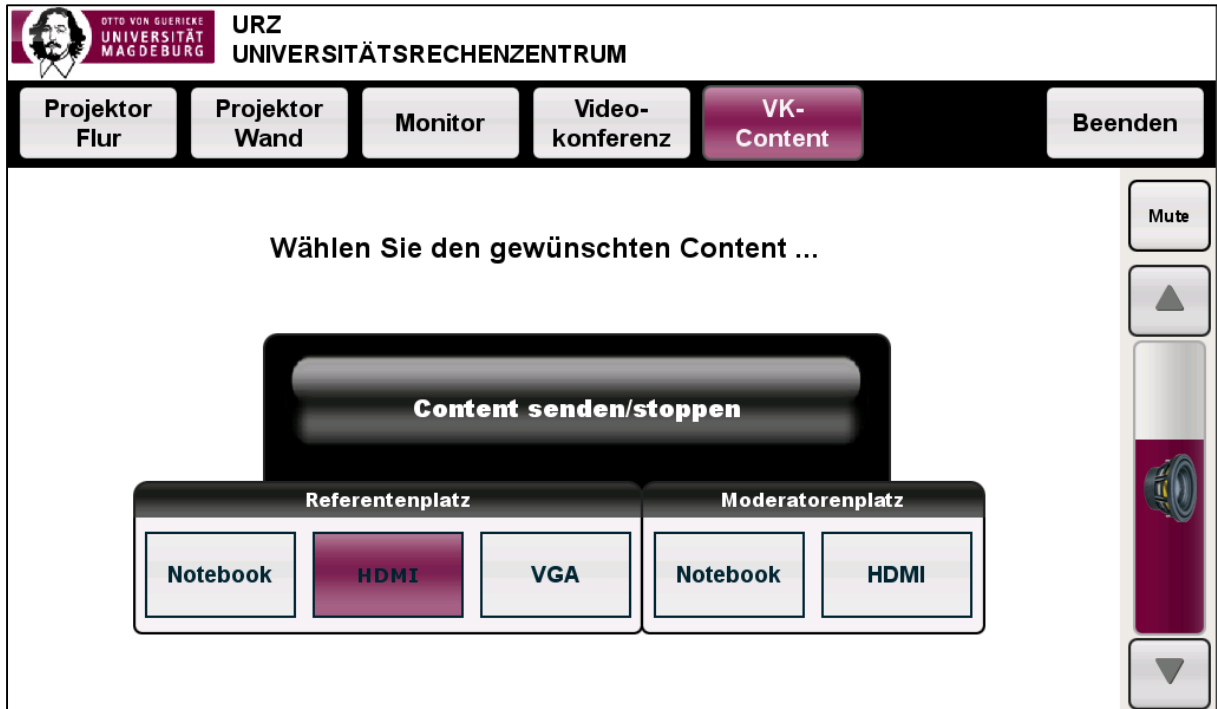 OTTO VON GUERICKE
UNIVERSITÄT
MAGDEBURG
URZ
UNIVERSITÄTSRECHENZENTRUM
Projektor
Flur
Projektor
Wand
Monitor
Video-
konferenz
VK-
Content
Beenden
Mute
Wählen Sie den gewünschten Content ...
Content senden/stoppen
Referentenplatz
Moderatorenplatz
Notebook
HDMI
VGA
Notebook
HDMI